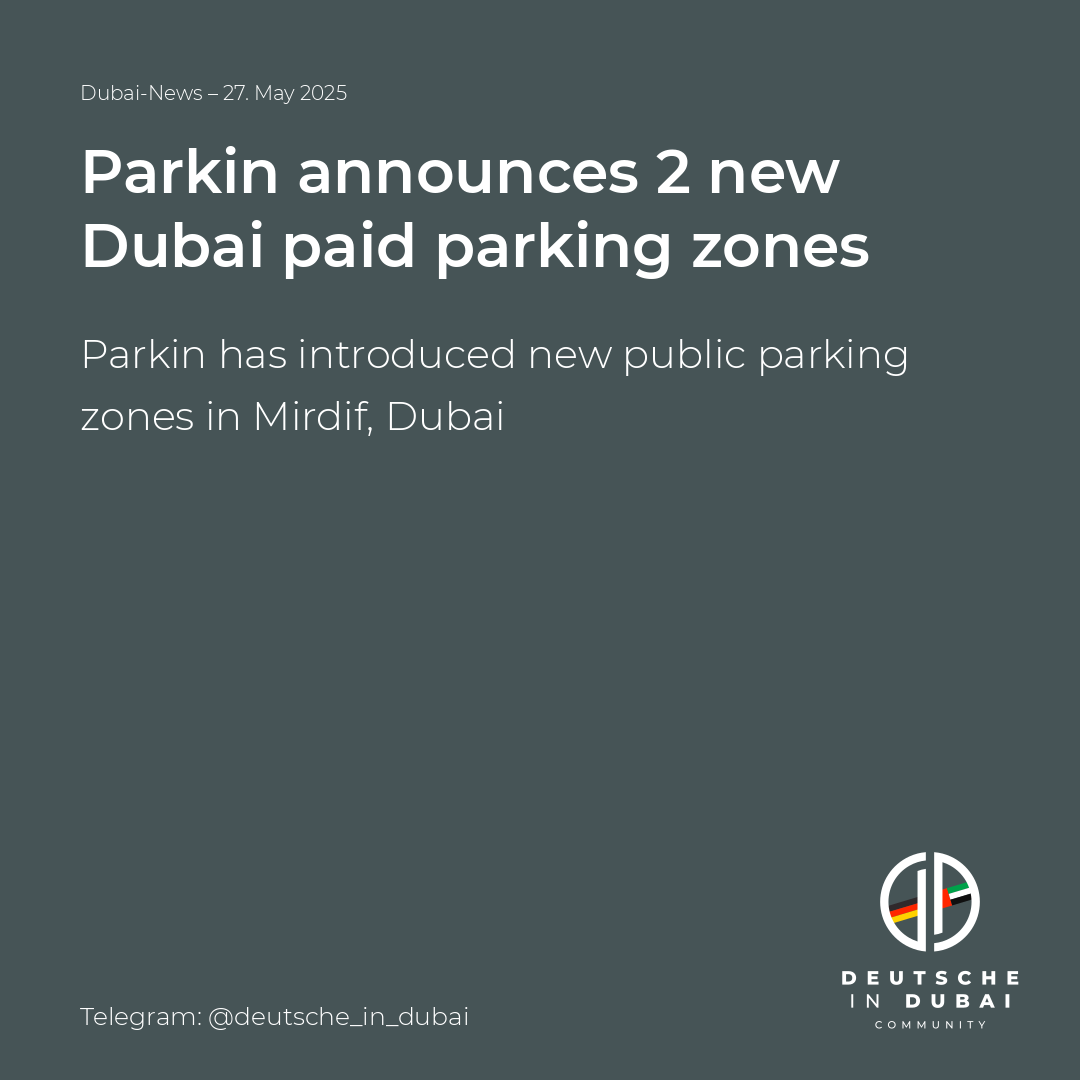 Dubai-News – 27. May 2025
Parkin announces 2 new
Dubai paid parking zones
Parkin has introduced new public parking
zones in Mirdif, Dubai
DEUTSCHE
IN DUBAI
COMMUNITY
Telegram: @deutsche_in_dubai